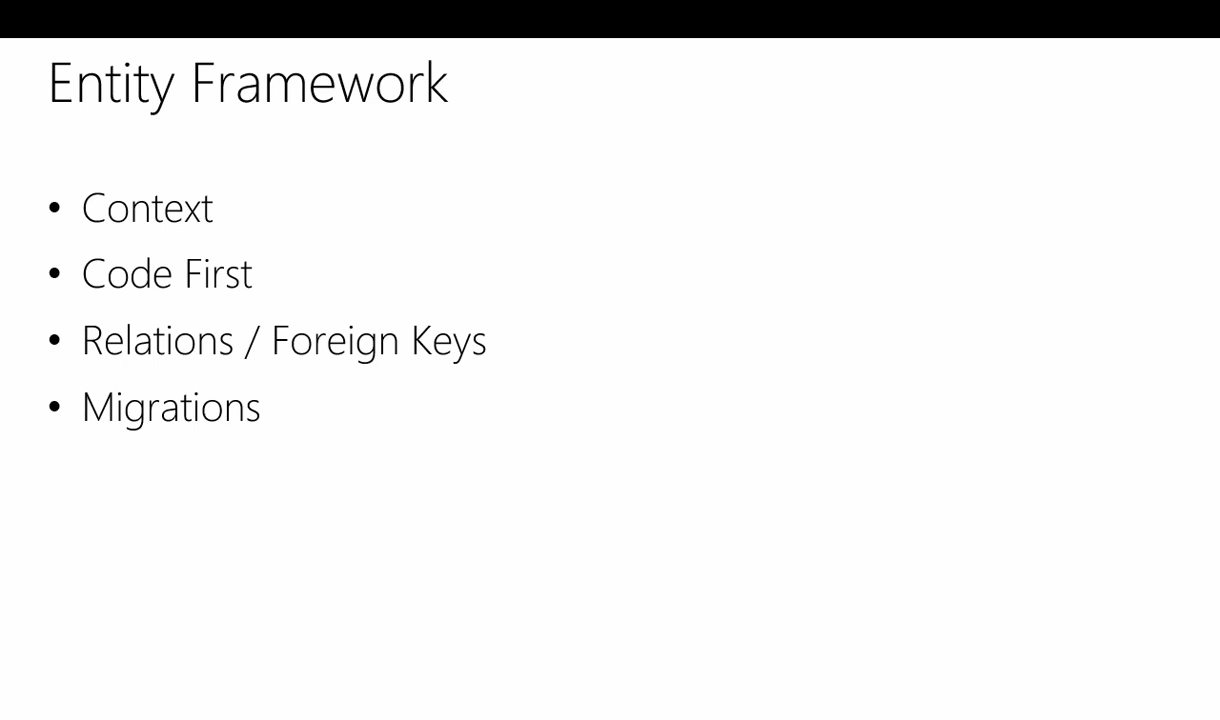 Entity Framework
• Context
• Code First
• Relations / Foreign Keys
• Migrations